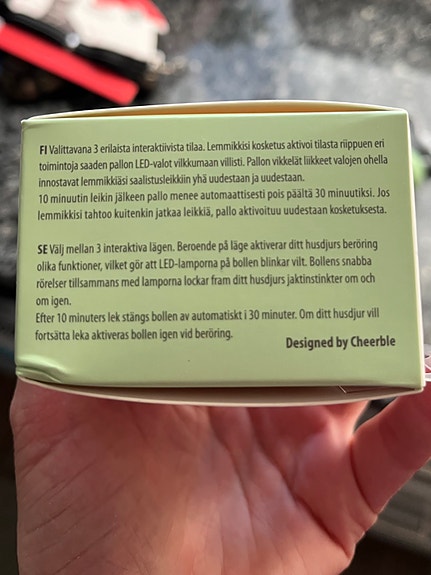 FI Valittavana 3 erilaista interaktiivista tilaa. Lemmikkisi kosketus aktivoi tilasta riippuen eri
toimintoja saaden pallon LED-valot vilkkumaan villisti. Pallon vikkelät liikkeet valojen ohella
innostavat lemmikkiäsi saalistusleikkiin yhä uudestaan ja uudestaan.
10 minuutin leikin jälkeen pallo menee automaattisesti pois päältä 30 minuutiksi. Jos
lemmikkisi tahtoo kuitenkin jatkaa leikkiä, pallo aktivoituu uudestaan kosketuksesta.
SE Välj mellan 3 interaktiva lägen. Beroende på läge aktiverar ditt husdjurs beröring
olika funktioner, vilket gör att LED-lamporna på bollen blinkar vilt. Bollens snabba
rörelser tillsammans med lamporna lockar fram ditt husdjurs jaktinstinkter om och
om igen.
Efter 10 minuters lek stängs bollen av automatiskt i 30 minuter. Om ditt husdjur vill
fortsätta leka aktiveras bollen igen vid beröring.
Designed by Cheerble